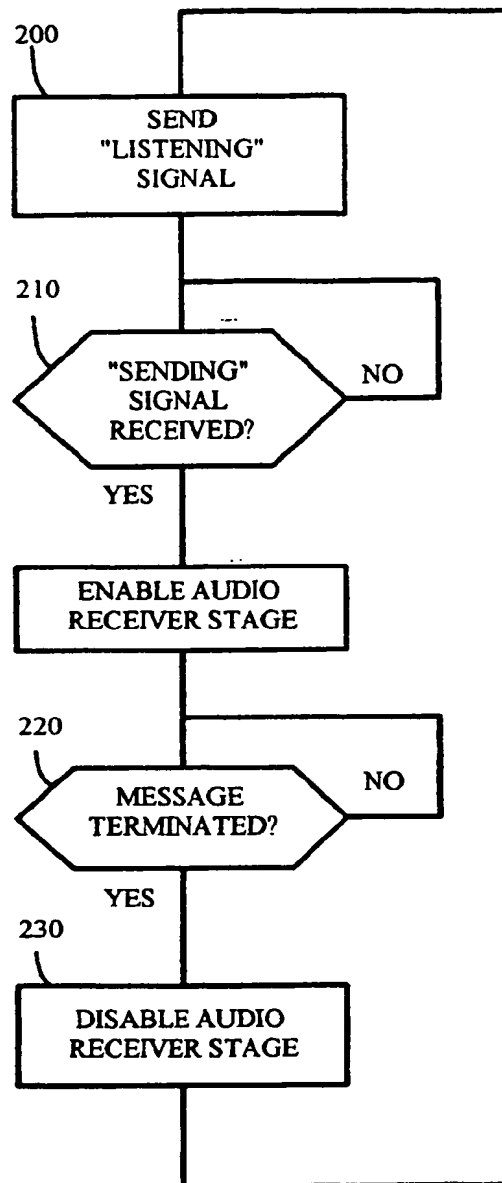 200
SEND
"LISTENING"
SIGNAL
210
"SENDING"
SIGNAL
RECEIVED?
NO
YES
ENABLE AUDIO
RECEIVER STAGE
220
MESSAGE
TERMINATED?
NO
YES
230
DISABLE AUDIO
RECEIVER STAGE